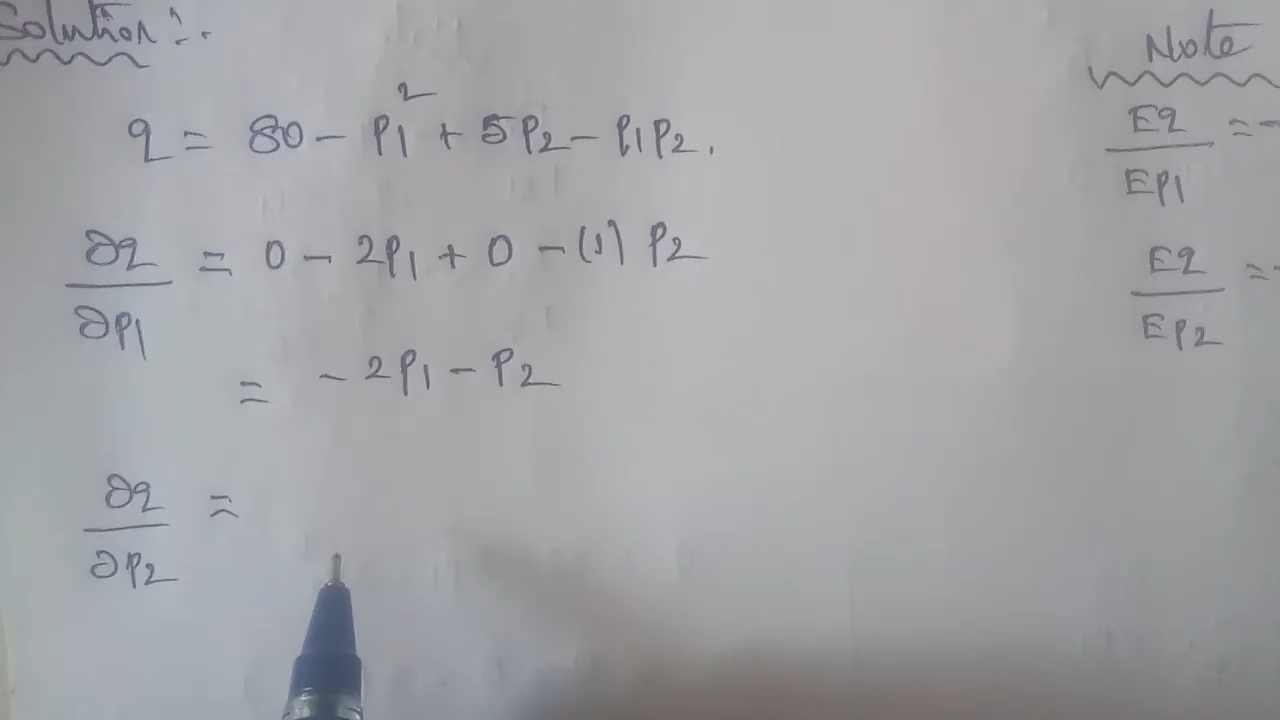 Solution :-
q = 80 - p₁² + 5p₂ - p₁p₂.
∂q/∂p₁ = 0 - 2p₁ + 0 - (1) p₂
= - 2p₁ - p₂
∂q/∂p₂ =
Note
Eq/Ep₁ = -
Eq/Ep₂ = -